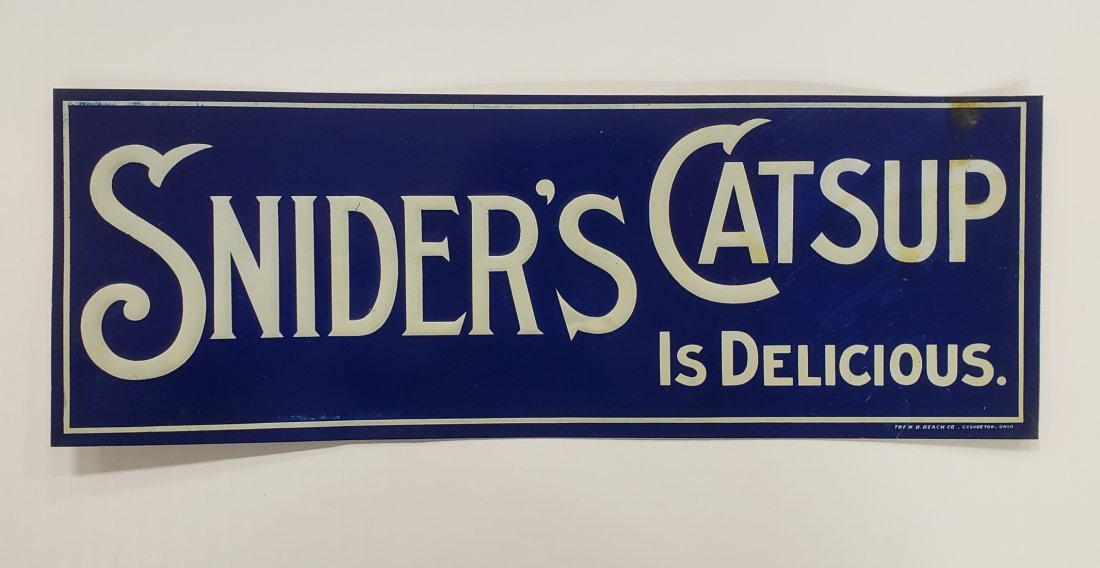 SNIDER'S CATSUP
IS DELICIOUS.
THE H.D. BEACH CO., COSHOCTON, OHIO